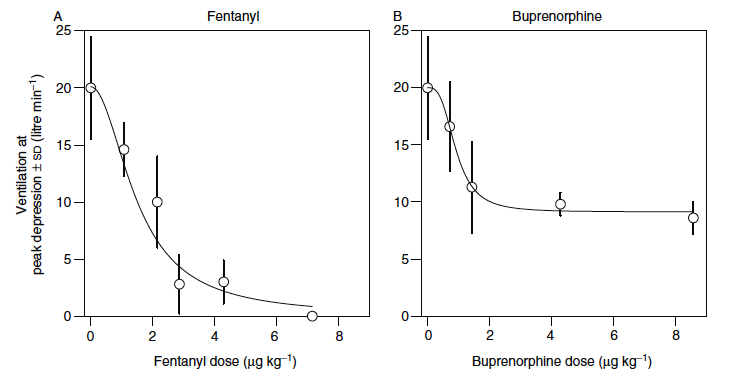 A Fentanyl
25
20
15
10
5
0
0 2 4 6 8
Ventilation at
peak depression ± SD (litre min⁻¹)
Fentanyl dose (µg kg⁻¹)
B Buprenorphine
25
20
15
10
5
0
0 2 4 6 8
Buprenorphine dose (µg kg⁻¹)